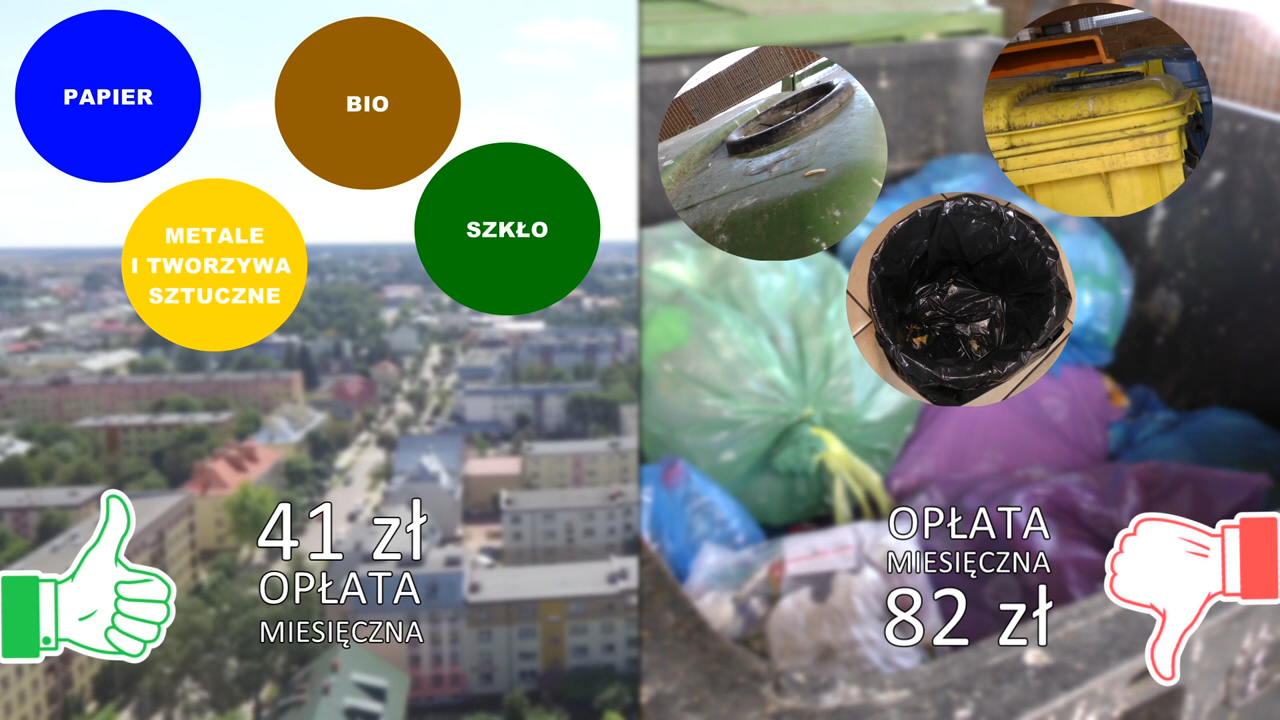 PAPIER
BIO
METALE
I TWORZYWA
SZTUCZNE
SZKŁO
41 zł
OPŁATA
MIESIĘCZNA
OPŁATA
MIESIĘCZNA
82 zł